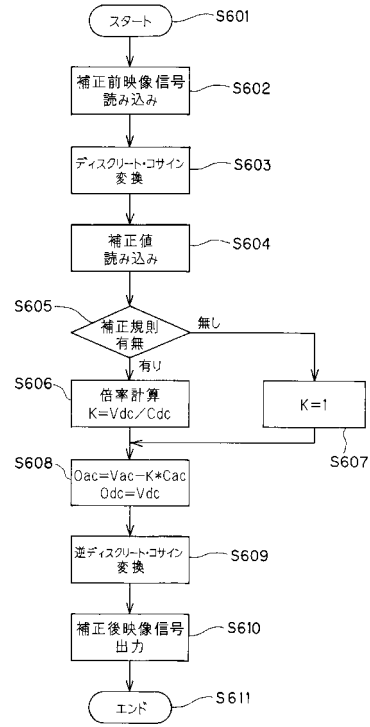 スタート
S601
補正前映像信号
読み込み
S602
ディスクリート・コサイン
変換
S603
補正値
読み込み
S604
S605
補正規則
有無
無し
有り
S606
倍率計算
K=Vdc/Cdc
K=1
S607
S608
Oac=Vac-K*Cac
Odc=Vdc
逆ディスクリート・コサイン
変換
S609
補正後映像信号
出力
S610
エンド
S611